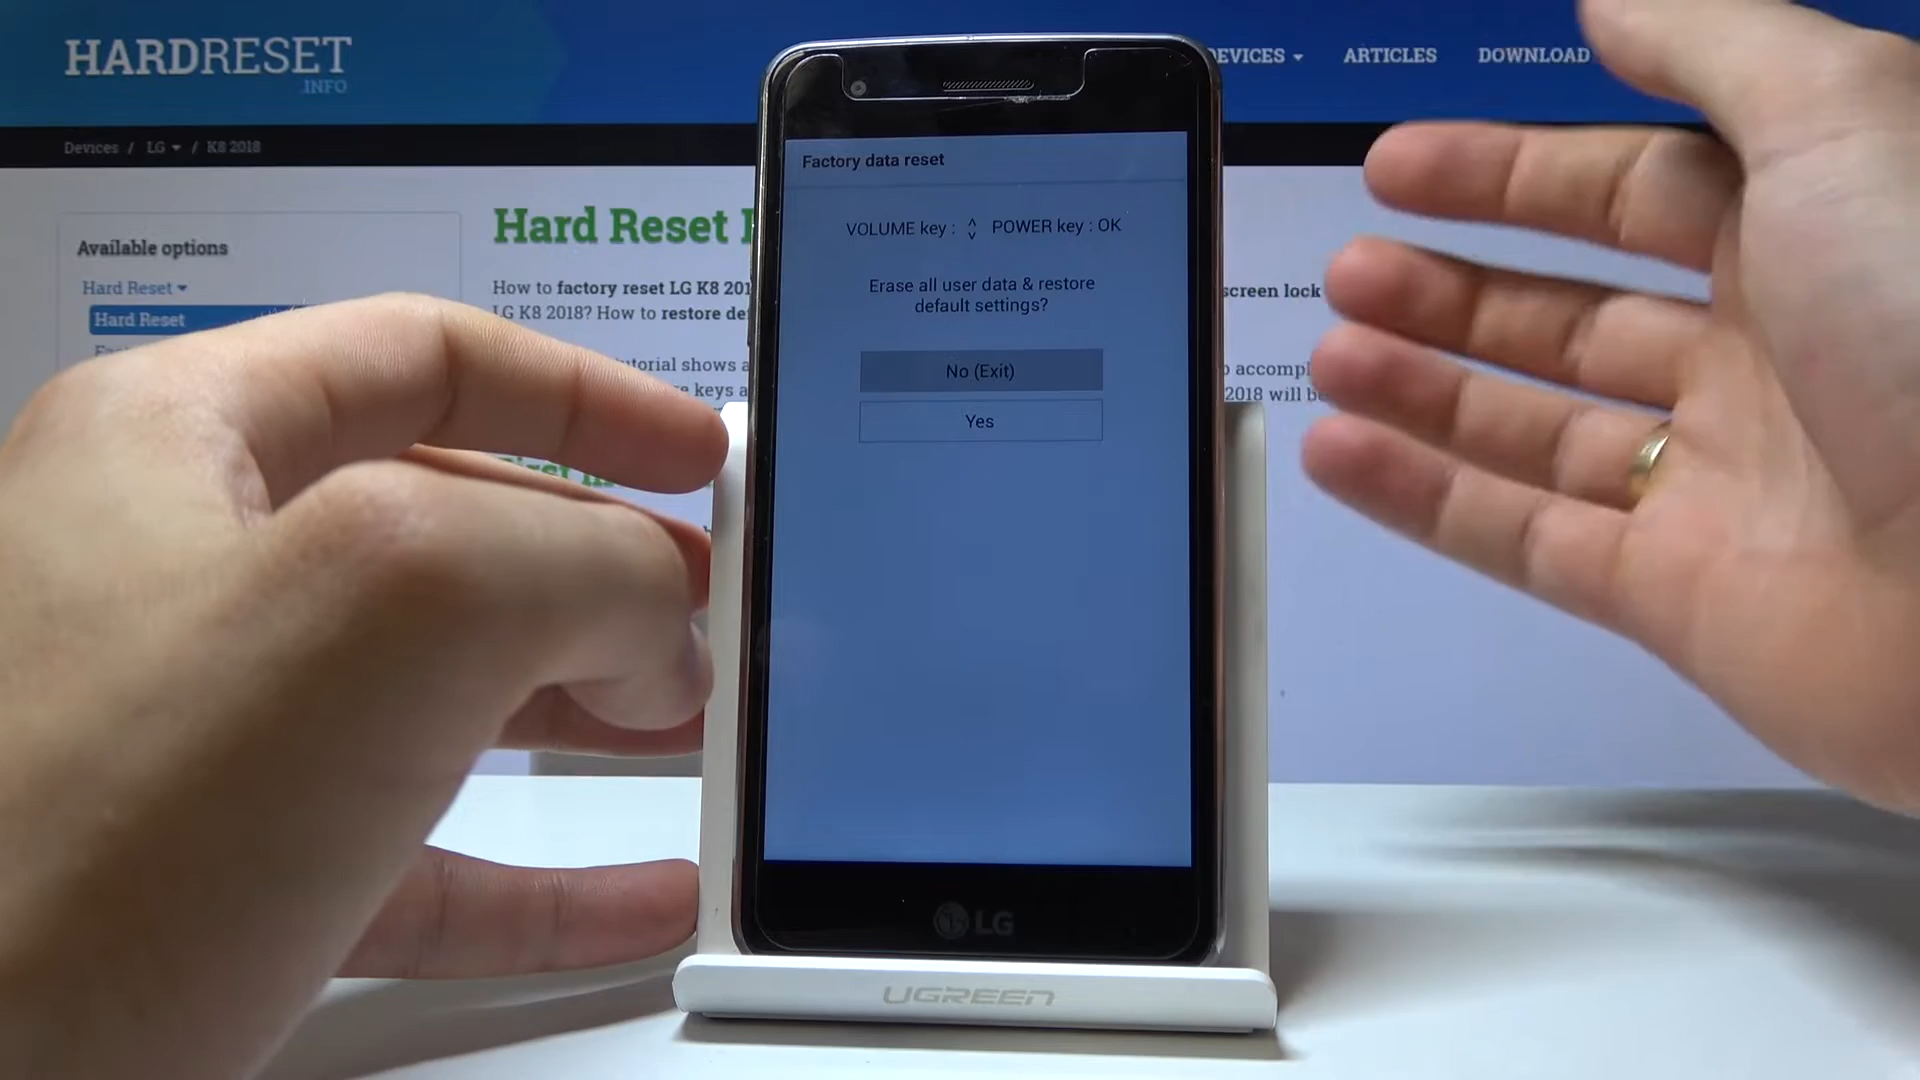 HARDRESET
.INFO
DEVICES ARTICLES DOWNLOAD
Devices / LG / K8 2018
Available options
Hard Reset
Hard Reset
Hard Reset
How to factory reset LG K8 201
screen lock
LG K8 2018? How to restore de
utorial shows a
accompl
keys a
2018 will be
First
Factory data reset
VOLUME key : POWER key : OK
Erase all user data & restore
default settings?
No (Exit)
Yes
LG
UGREEN